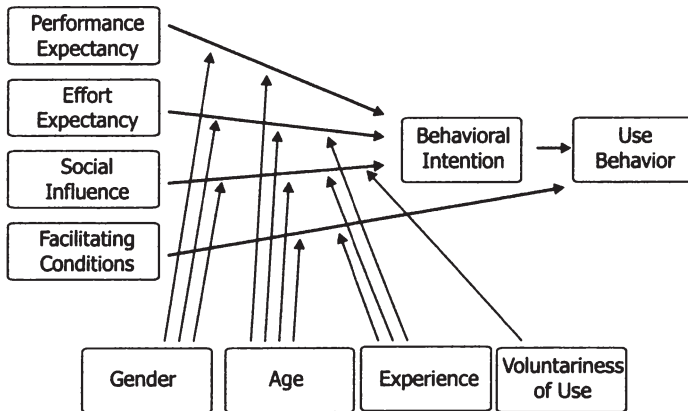 Performance
Expectancy
Effort
Expectancy
Social
Influence
Facilitating
Conditions
Behavioral
Intention
Use
Behavior
Gender
Age
Experience
Voluntariness
of Use